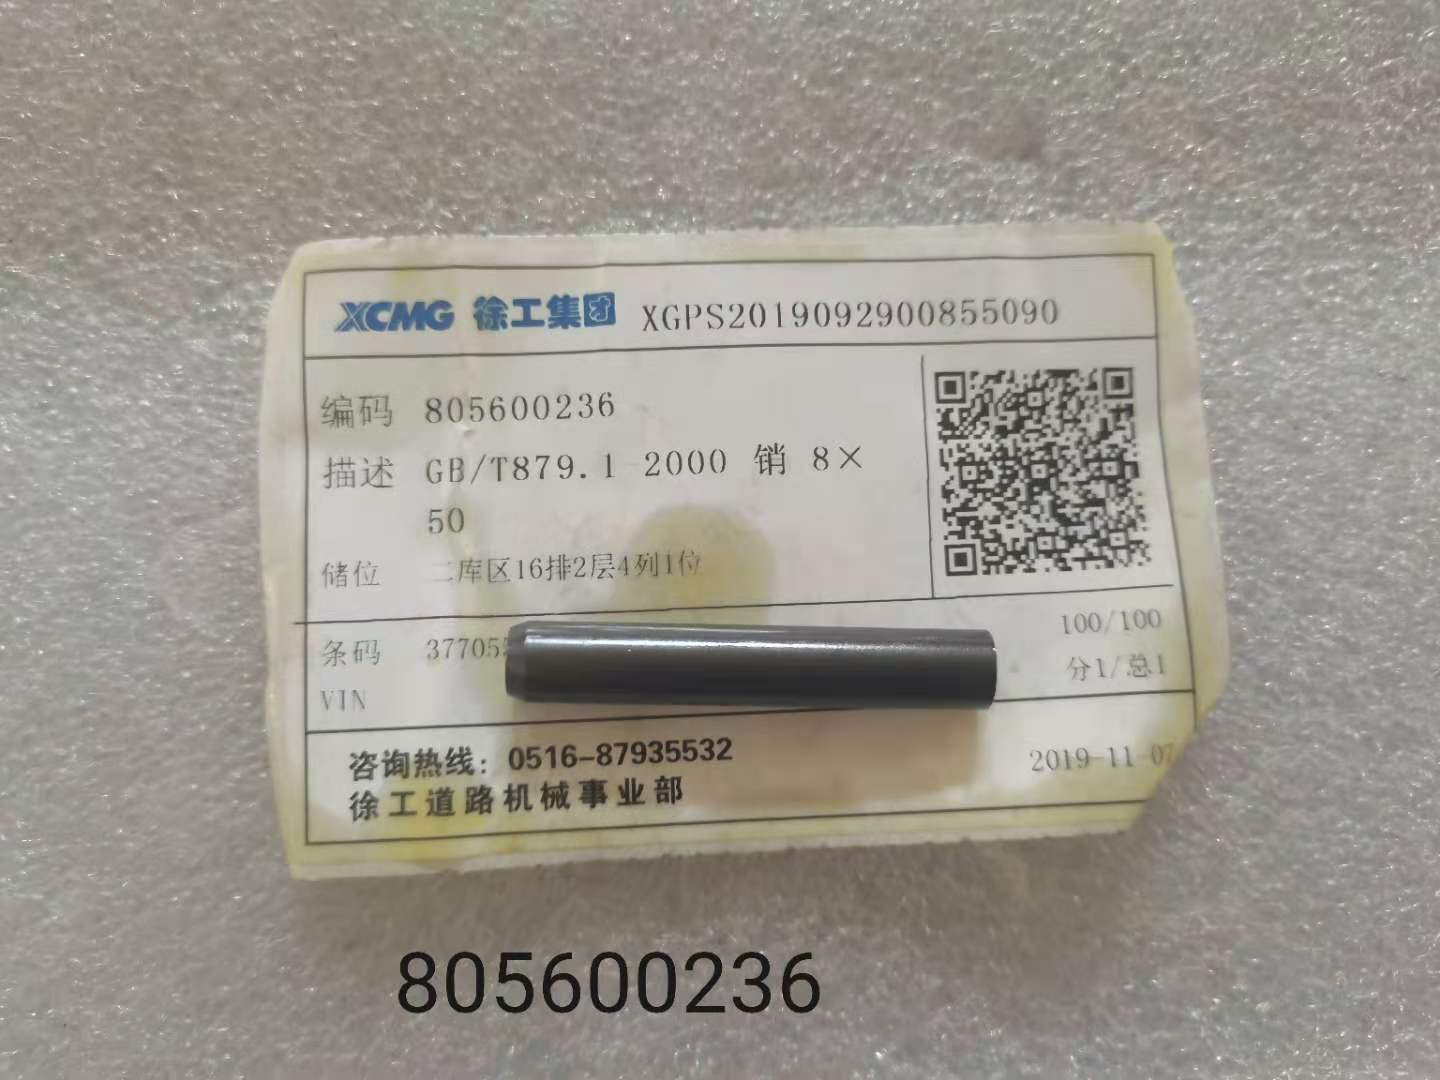 XCMG 徐工集团 XGPS2019092900855090
编码 805600236
描述 GB/T879.1 2000 销 8×
50
储位 二库区16排2层4列1位
条码 37705 100/100
VIN 分1/总1
咨询热线：0516-87935532
2019-11-07
徐工道路机械事业部
805600236